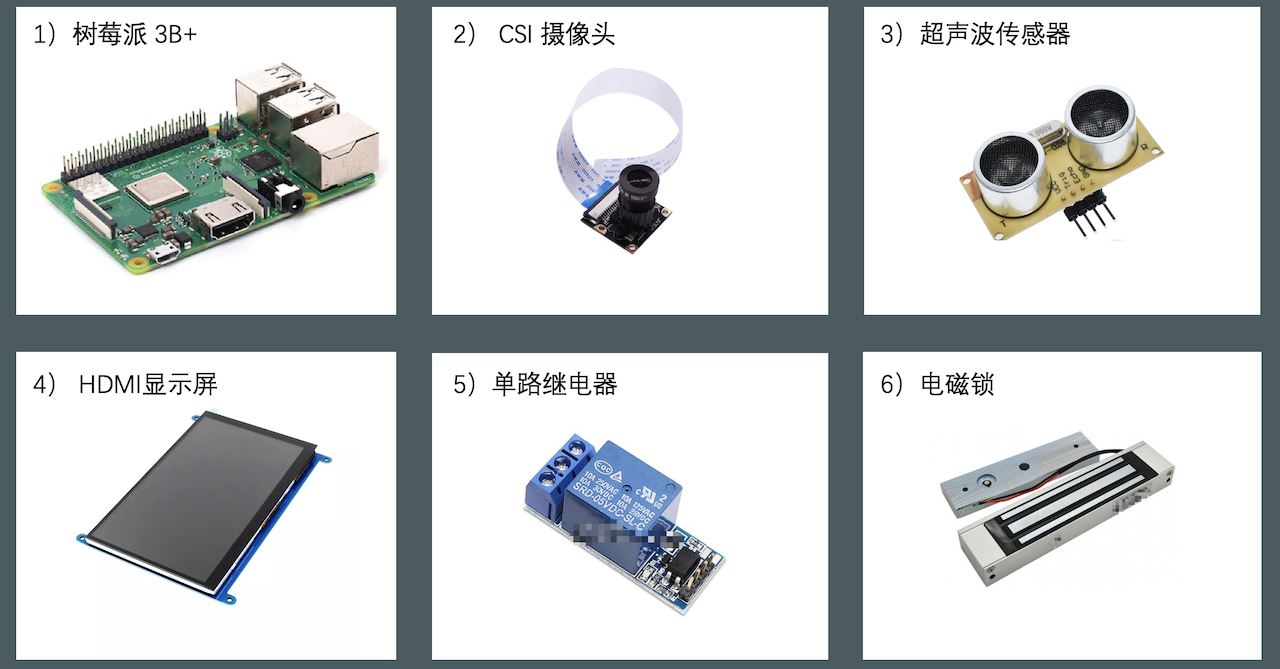 1）树莓派 3B+
2） CSI 摄像头
3）超声波传感器
4） HDMI显示屏
5）单路继电器
CQC
10A 250VAC 10A 125VAC
10A 30VDC 10A 28VDC
SRD-05VDC-SL-C
6）电磁锁